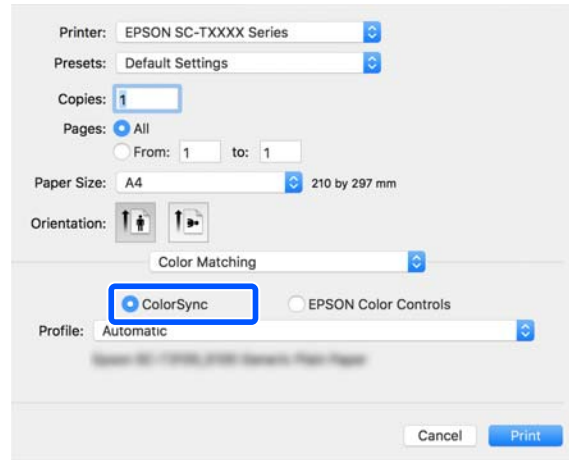 Printer: EPSON SC-TXXXX Series
Presets: Default Settings
Copies: 1
Pages: All
From: 1 to: 1
Paper Size: A4 210 by 297 mm
Orientation:
Color Matching
ColorSync EPSON Color Controls
Profile: Automatic
Cancel Print